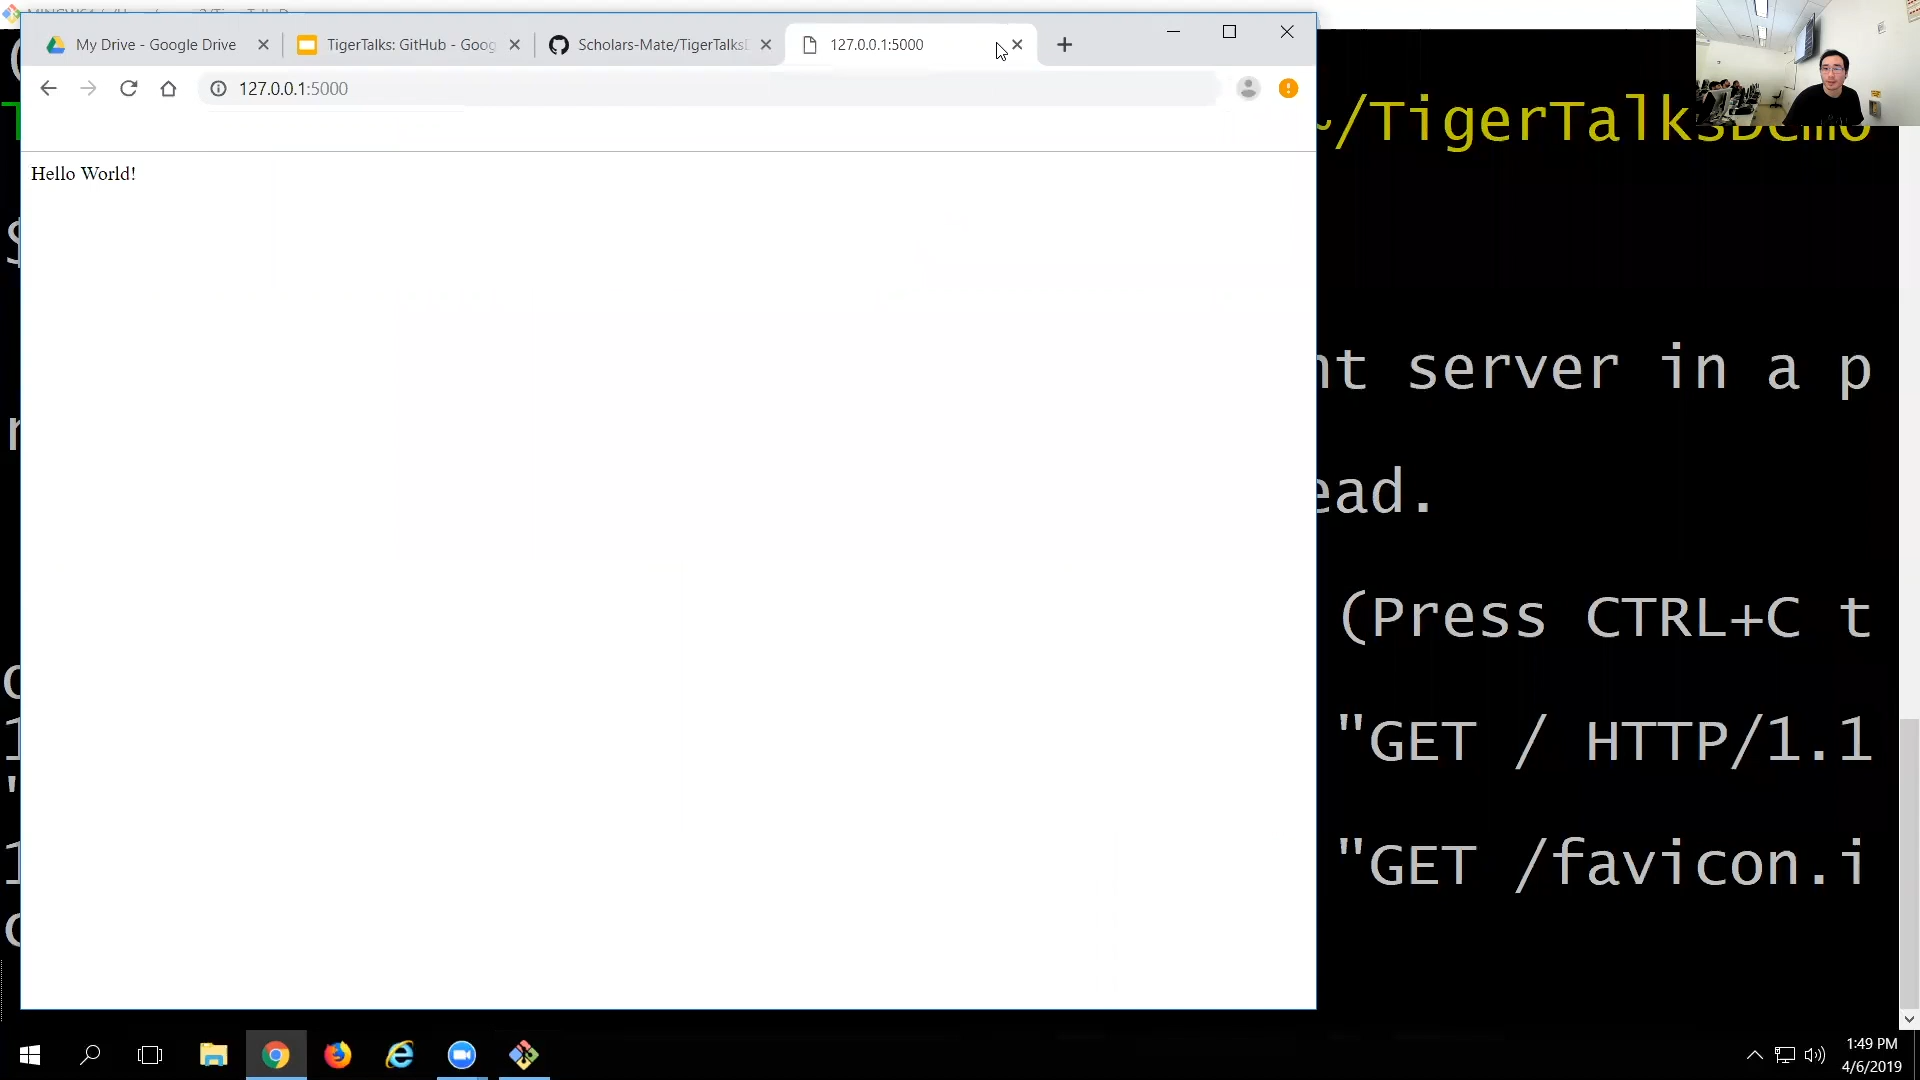 My Drive - Google Drive
TigerTalks: GitHub - Goog
Scholars-Mate/TigerTalksD
127.0.0.1:5000
127.0.0.1:5000
Hello World!
~/TigerTalksDemo
$
nt server in a p
r
ead.
(Press CTRL+C t
"GET / HTTP/1.1
"
"GET /favicon.i
1:49 PM
4/6/2019